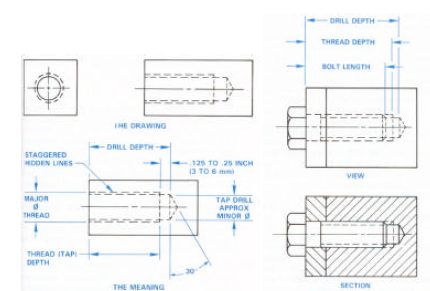 THE DRAWING
DRILL DEPTH
STAGGERED
HIDDEN LINES
.125 TO .25 INCH
(3 TO 6 mm)
MAJOR
Ø
THREAD
TAP DRILL
APPROX
MINOR Ø
THREAD (TAP)
DEPTH
30°
THE MEANING
DRILL DEPTH
THREAD DEPTH
BOLT LENGTH
VIEW
SECTION